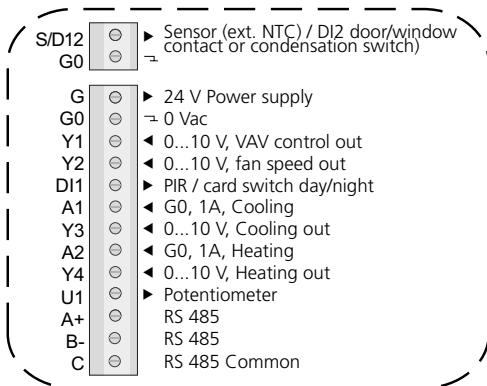 S/D12 ► Sensor (ext. NTC) / DI2 door/window
contact or condensation switch)
G0
G ► 24 V Power supply
G0 0 Vac
Y1 ◄ 0...10 V, VAV control out
Y2 ◄ 0...10 V, fan speed out
DI1 ► PIR / card switch day/night
A1 ◄ G0, 1A, Cooling
Y3 ◄ 0...10 V, Cooling out
A2 ◄ G0, 1A, Heating
Y4 ◄ 0...10 V, Heating out
U1 ► Potentiometer
A+ RS 485
B- RS 485
C RS 485 Common